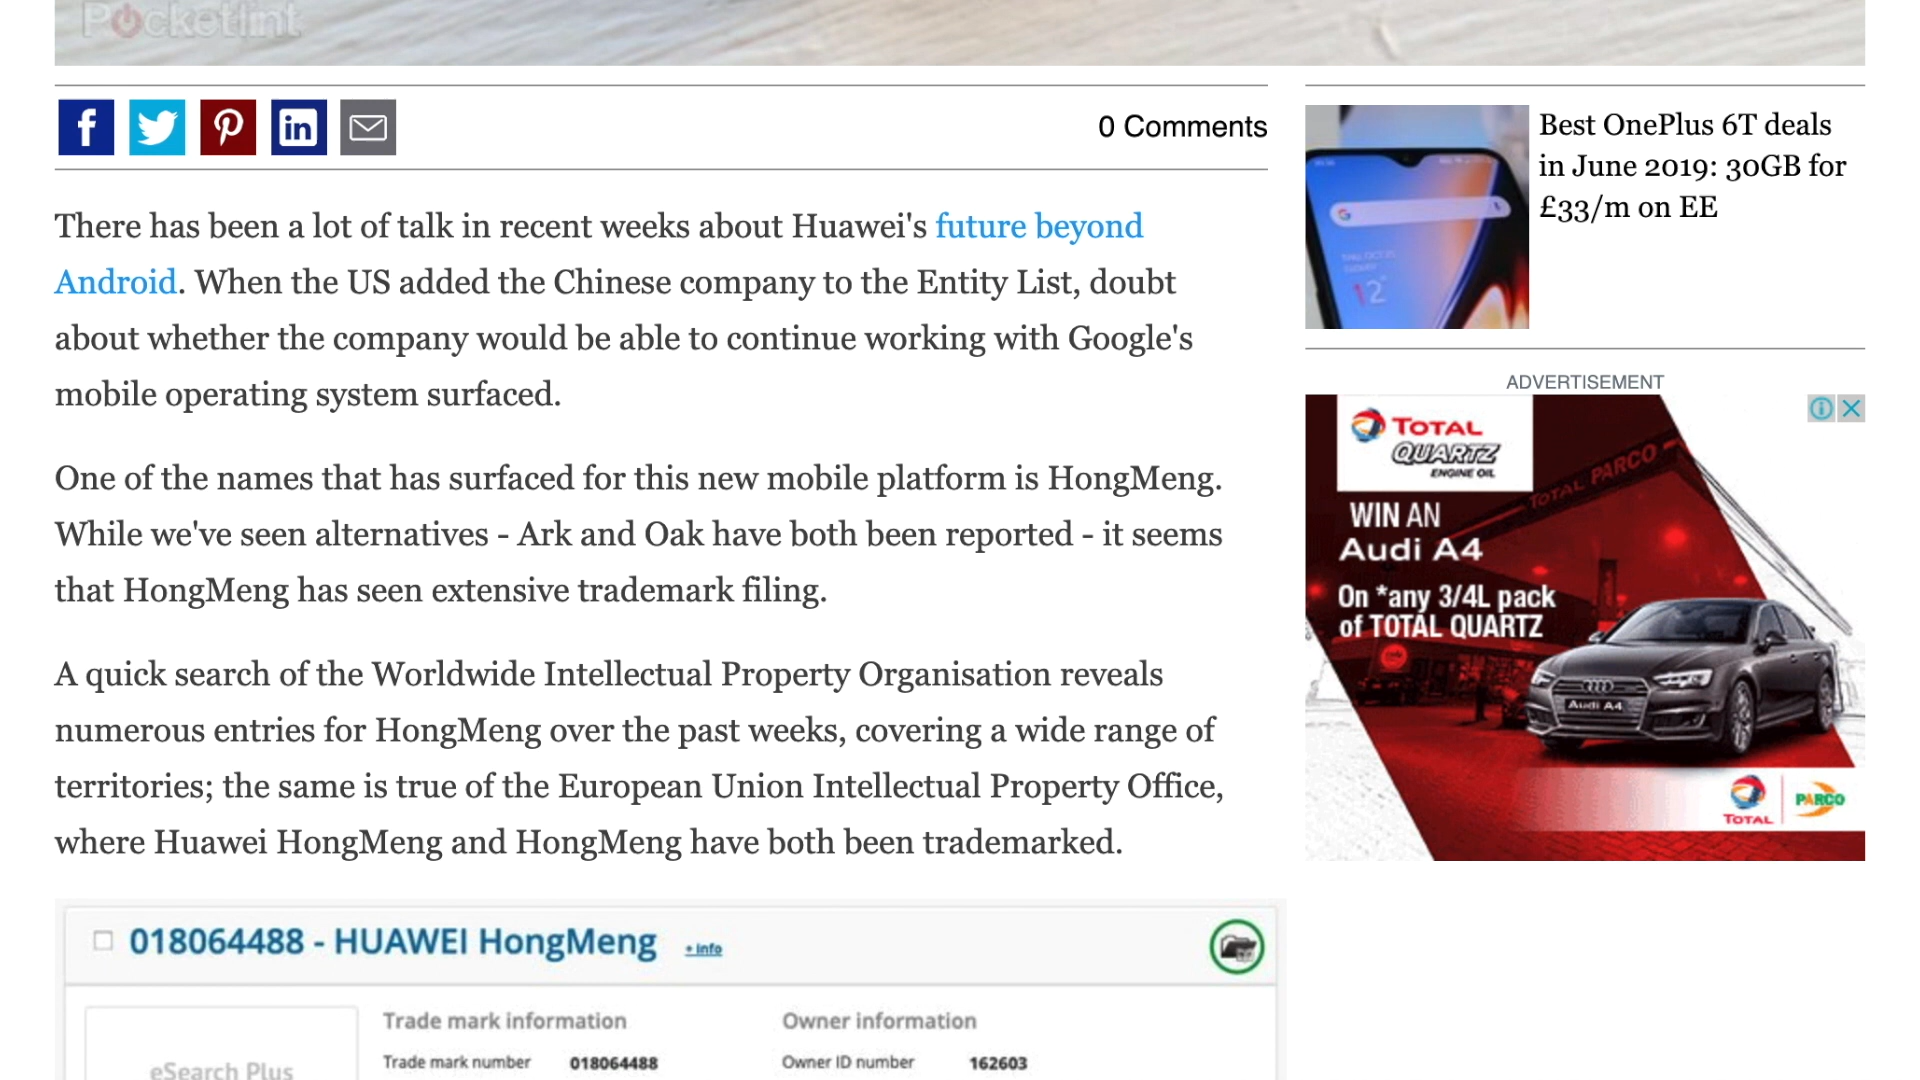 Pocketlint
0 Comments
There has been a lot of talk in recent weeks about Huawei's future beyond
Android. When the US added the Chinese company to the Entity List, doubt
about whether the company would be able to continue working with Google's
mobile operating system surfaced.
One of the names that has surfaced for this new mobile platform is HongMeng.
While we've seen alternatives - Ark and Oak have both been reported - it seems
that HongMeng has seen extensive trademark filing.
A quick search of the Worldwide Intellectual Property Organisation reveals
numerous entries for HongMeng over the past weeks, covering a wide range of
territories; the same is true of the European Union Intellectual Property Office,
where Huawei HongMeng and HongMeng have both been trademarked.
018064488 - HUAWEI HongMeng + info
eSearch Plus
Trade mark information
Trade mark number 018064488
Owner information
Owner ID number 162603
Best OnePlus 6T deals
in June 2019: 30GB for
£33/m on EE
ADVERTISEMENT
TOTAL
QUARTZ
ENGINE OIL
TOTAL PARCO
WIN AN
Audi A4
On *any 3/4L pack
of TOTAL QUARTZ
Audi A4
TOTAL
PARCO